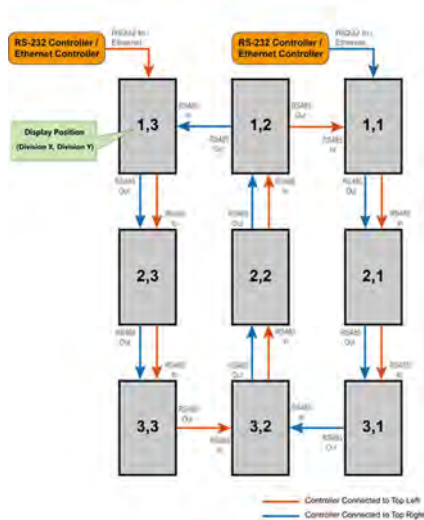 RS-232 Controller /
Ethernet Controller
RS-232 Controller /
Ethernet Controller
RS232 In /
Ethernet
RS232 In /
Ethernet
Display Position
(Division X, Division Y)
1,3
RS485
In
RS485
Out
1,2
RS485
Out
RS485
In
1,1
RS485
Out
RS485
In
RS485
Out
RS485
In
RS485
Out
RS485
In
2,3
2,2
2,1
RS485
Out
RS485
In
RS485
Out
RS485
In
RS485
Out
RS485
In
3,3
RS485
Out
RS485
In
3,2
RS485
In
RS485
Out
3,1
Controller Connected to Top Left
Controller Connected to Top Right